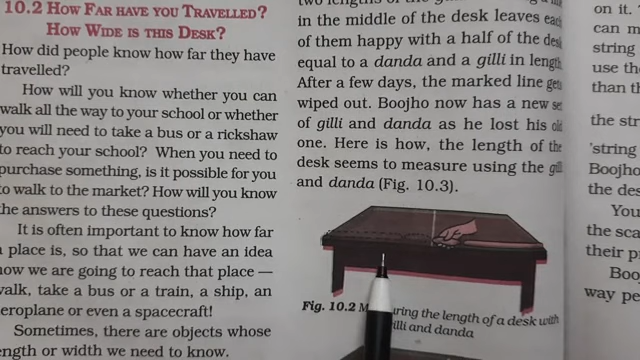 10.2 HOW FAR HAVE YOU TRAVELLED?
HOW WIDE IS THIS DESK?
How did people know how far they have
travelled?
How will you know whether you can
walk all the way to your school or whether
you will need to take a bus or a rickshaw
to reach your school? When you need to
purchase something, is it possible for you
to walk to the market? How will you know
the answers to these questions?
It is often important to know how far
a place is, so that we can have an idea
how we are going to reach that place —
walk, take a bus or a train, a ship, an
aeroplane or even a spacecraft!
Sometimes, there are objects whose
length or width we need to know.
in the middle of the desk leaves each
of them happy with a half of the desk
equal to a danda and a gilli in length.
After a few days, the marked line gets
wiped out. Boojho now has a new set
of gilli and danda as he lost his old
one. Here is how, the length of the
desk seems to measure using the gilli
and danda (Fig. 10.3).
Fig. 10.2 uring the length of a desk with
illi and danda
on it.
can m
string
use the
than th
the str
'string
Boojho
the des
You
the sca
their p
Boo
way pe